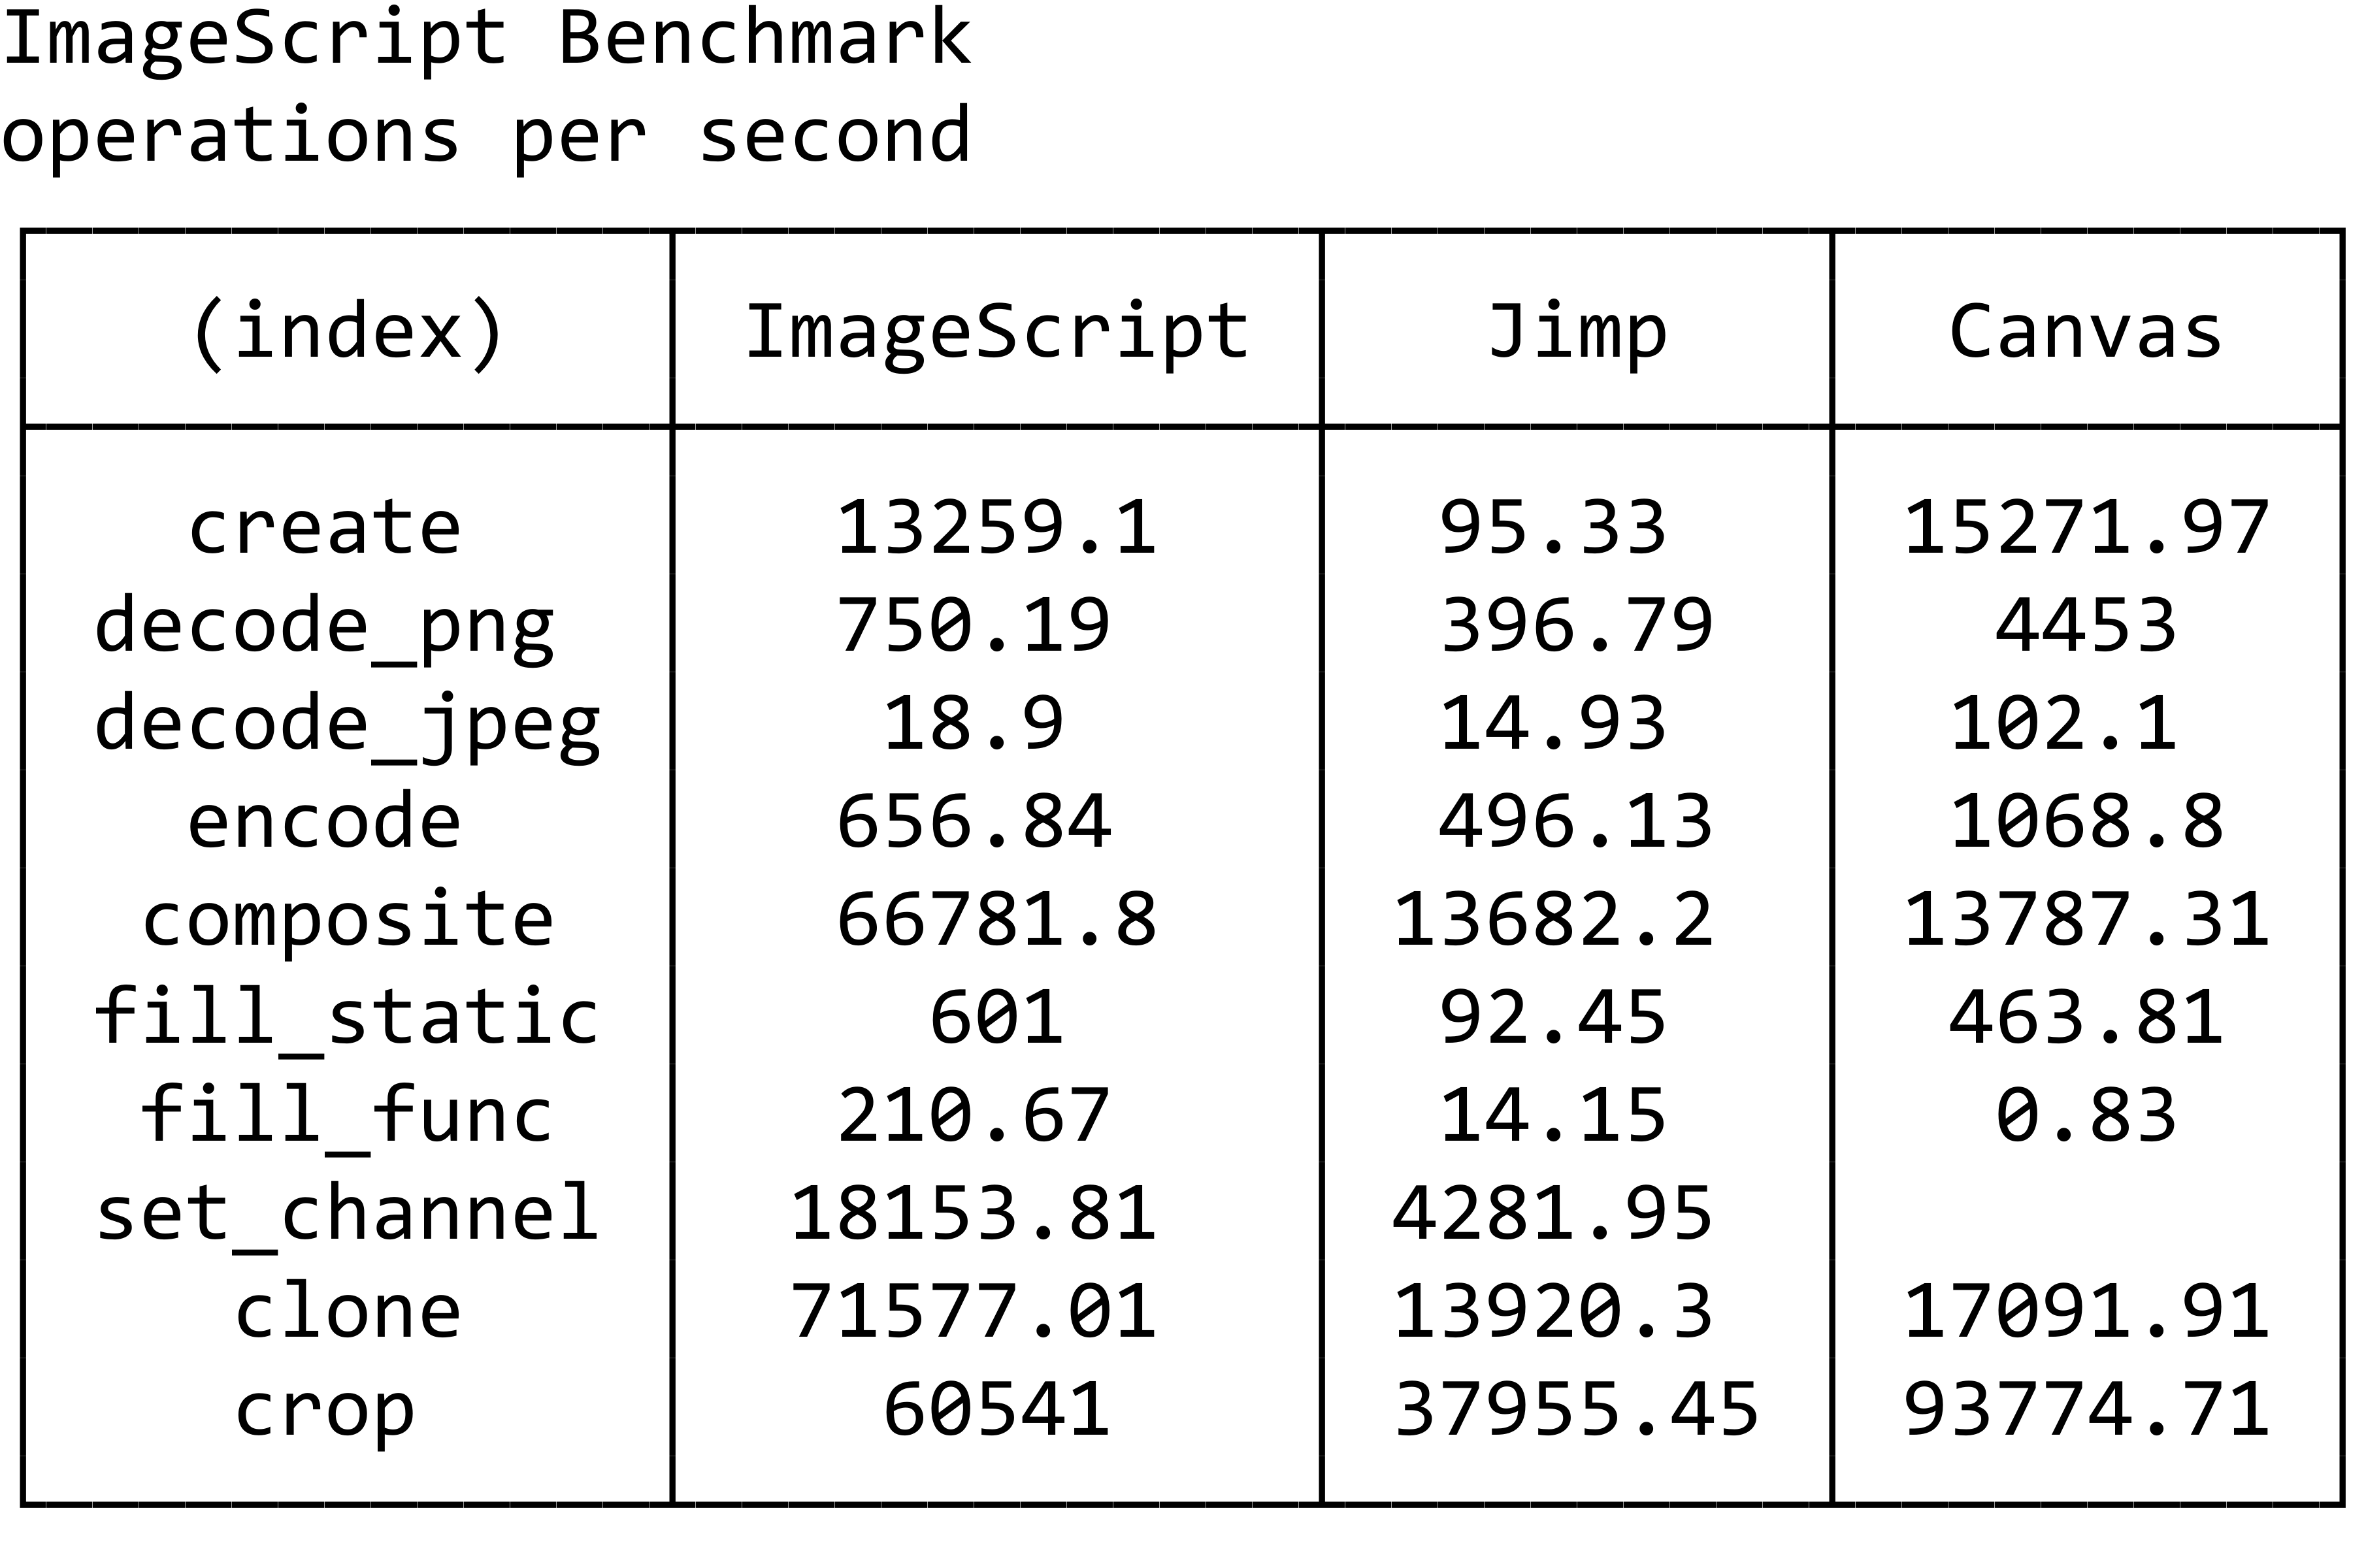 ImageScript Benchmark
operations per second
(index) ImageScript Jimp Canvas
create 13259.1 95.33 15271.97
decode_png 750.19 396.79 4453
decode_jpeg 18.9 14.93 102.1
encode 656.84 496.13 1068.8
composite 66781.8 13682.2 13787.31
fill_static 601 92.45 463.81
fill_func 210.67 14.15 0.83
set_channel 18153.81 4281.95
clone 71577.01 13920.3 17091.91
crop 60541 37955.45 93774.71